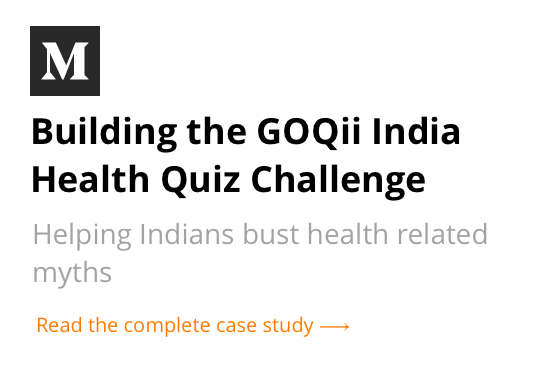 M
Building the GOQii India
Health Quiz Challenge
Helping Indians bust health related
myths
Read the complete case study ⟶